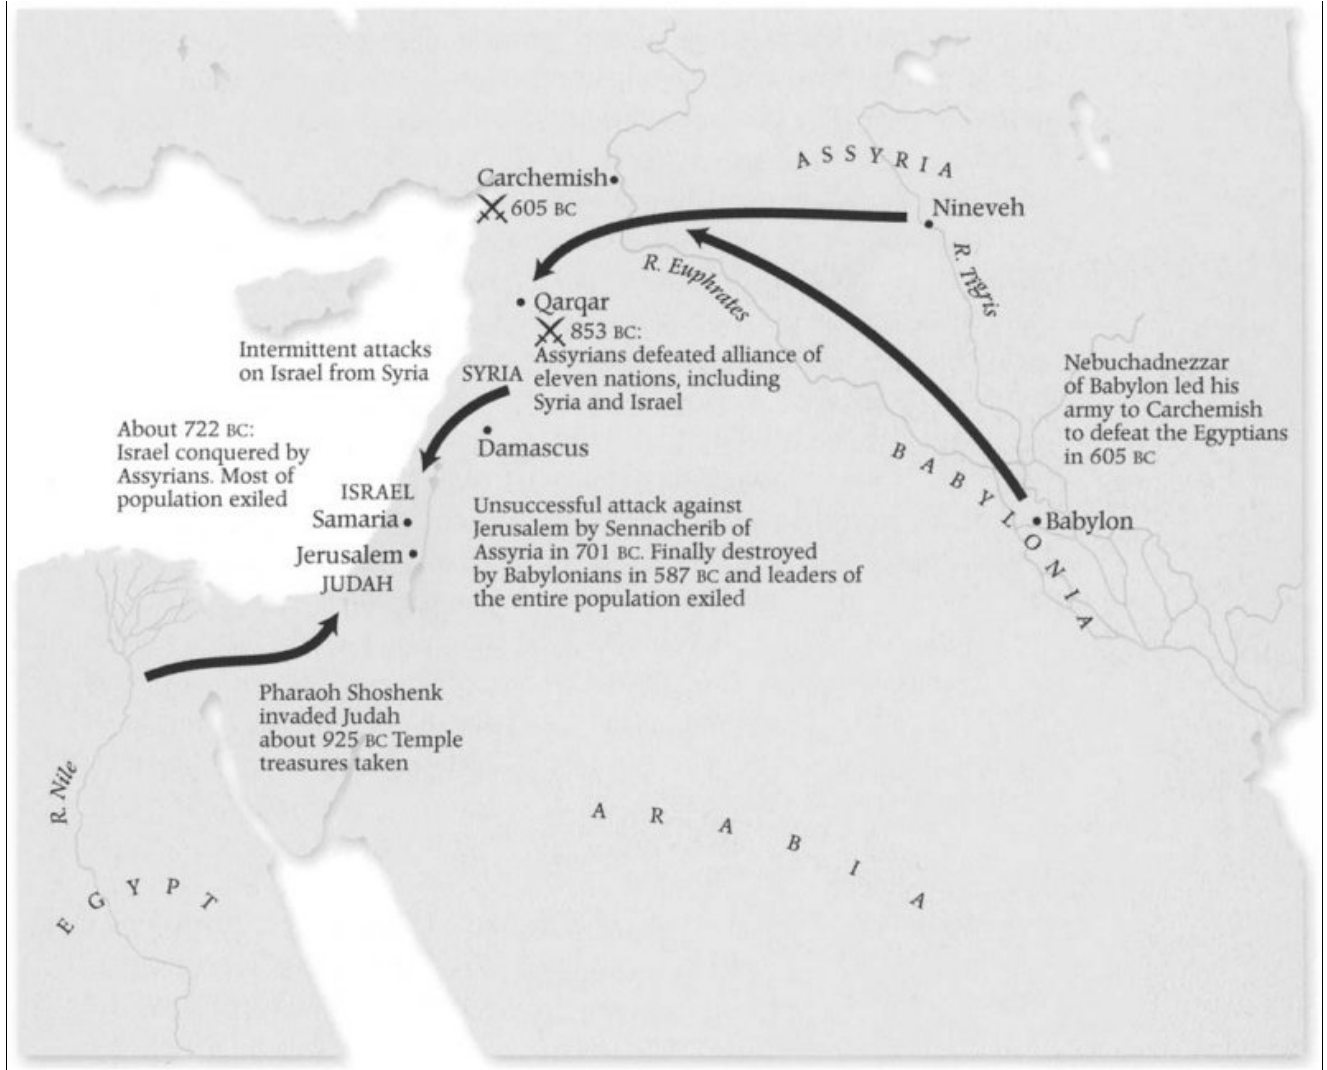 ASSYRIA
Carchemish
605 BC
Nineveh
R. Tigris
R. Euphrates
Qarqar
853 BC:
Assyrians defeated alliance of
eleven nations, including
Syria and Israel
Intermittent attacks
on Israel from Syria
SYRIA
Nebuchadnezzar
of Babylon led his
army to Carchemish
to defeat the Egyptians
in 605 BC
About 722 BC:
Israel conquered by
Assyrians. Most of
population exiled
Damascus
BABYLONIA
Babylon
ISRAEL
Samaria
Jerusalem
JUDAH
Unsuccessful attack against
Jerusalem by Sennacherib of
Assyria in 701 BC. Finally destroyed
by Babylonians in 587 BC and leaders of
the entire population exiled
Pharaoh Shoshenk
invaded Judah
about 925 BC Temple
treasures taken
R. Nile
EGYPT
ARABIA